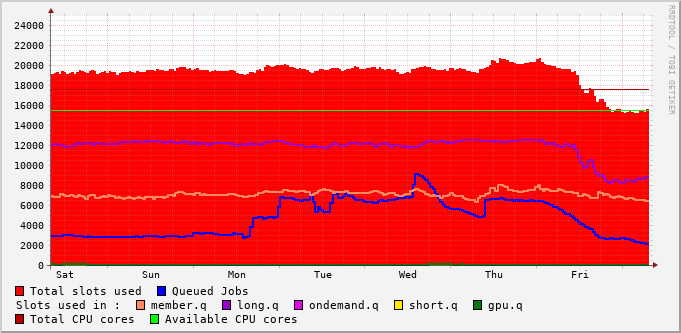 24000
22000
20000
18000
16000
14000
12000
10000
8000
6000
4000
2000
0
Sat Sun Mon Tue Wed Thu Fri
Total slots used Queued Jobs
Slots used in : member.q long.q ondemand.q short.q gpu.q
Total CPU cores Available CPU cores
RRDTOOL / TOBI OETIKER